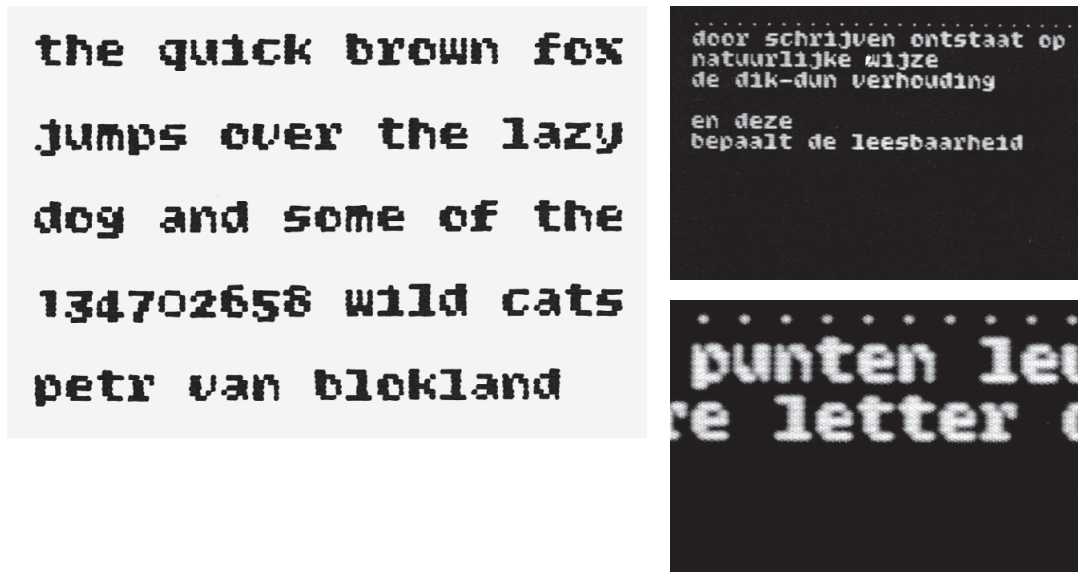 the quick brown fox
jumps over the lazy
dog and some of the
134702658 wild cats
petr van blokland
door schrijven ontstaat op
natuurlijke wijze
de dik-dun verhouding
en deze
bepaalt de leesbaarheid
punten lev
re letter